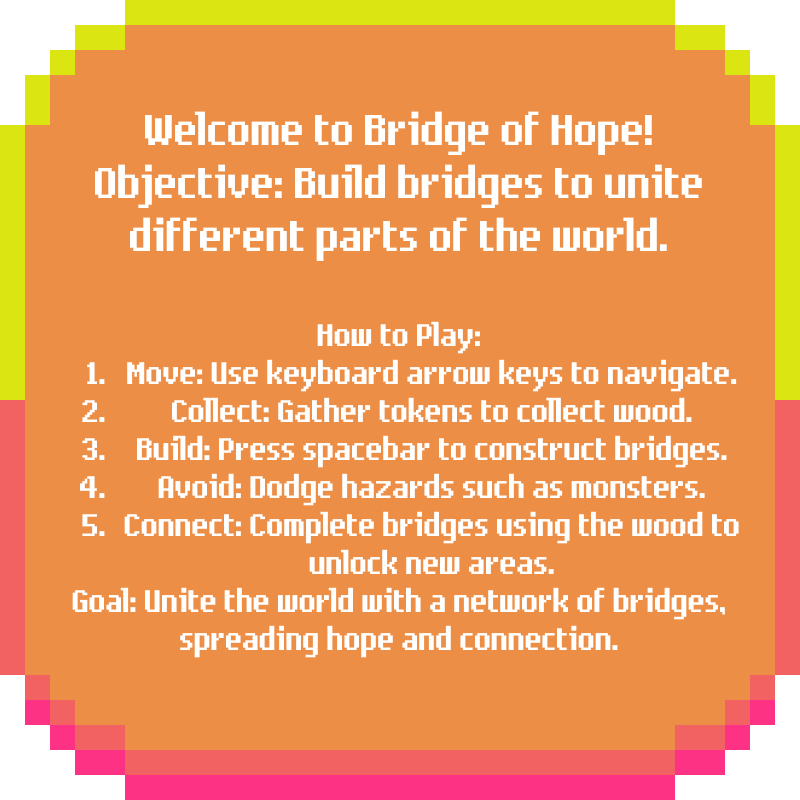 Welcome to Bridge of Hope!
Objective: Build bridges to unite
different parts of the world.
How to Play:
1. Move: Use keyboard arrow keys to navigate.
2. Collect: Gather tokens to collect wood.
3. Build: Press spacebar to construct bridges.
4. Avoid: Dodge hazards such as monsters.
5. Connect: Complete bridges using the wood to
unlock new areas.
Goal: Unite the world with a network of bridges,
spreading hope and connection.